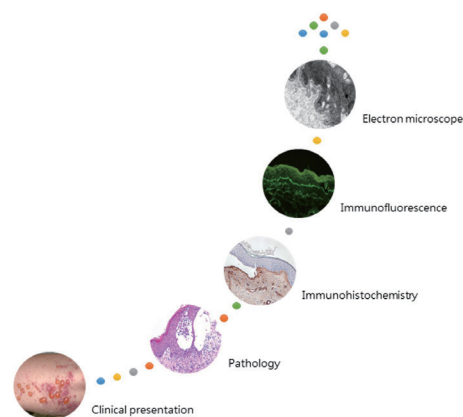 Electron microscope
Immunofluorescence
Immunohistochemistry
Pathology
Clinical presentation